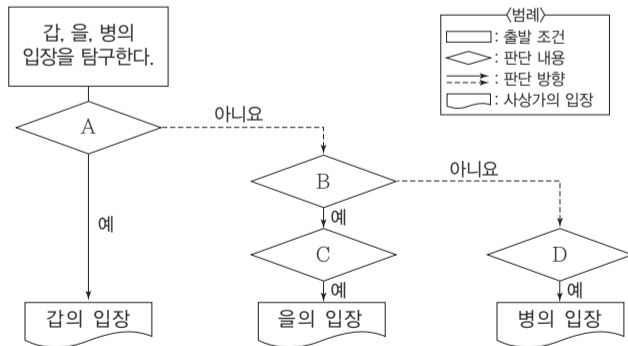 갑, 을, 병의
입장을 탐구한다.
〈범례〉
: 출발 조건
: 판단 내용
: 판단 방향
: 사상가의 입장
A
아니요
B
아니요
예
예
C
D
예
예
갑의 입장
을의 입장
병의 입장